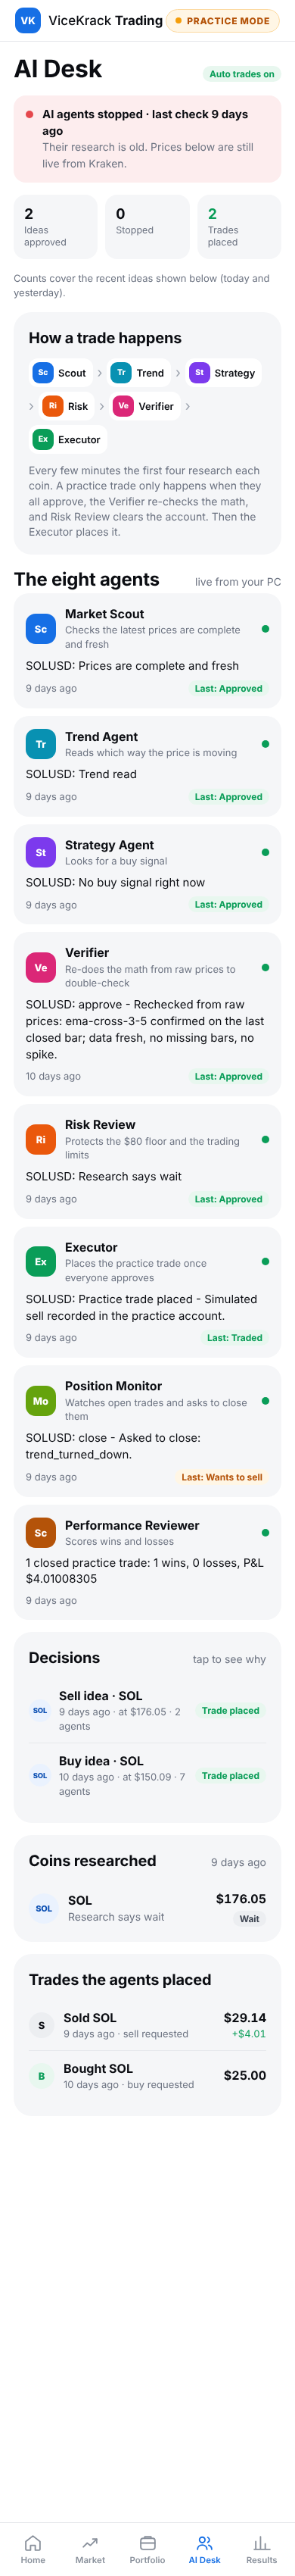 VK ViceKrack Trading PRACTICE MODE
AI Desk
Auto trades on
AI agents stopped · last check 9 days
ago
Their research is old. Prices below are still
live from Kraken.
2
Ideas
approved
0
Stopped
2
Trades
placed
Counts cover the recent ideas shown below (today and
yesterday).
How a trade happens
Sc Scout › Tr Trend › St Strategy
› Ri Risk › Ve Verifier ›
Ex Executor
Every few minutes the first four research each
coin. A practice trade only happens when they
all approve, the Verifier re-checks the math,
and Risk Review clears the account. Then the
Executor places it.
The eight agents
live from your PC
Sc
Market Scout
Checks the latest prices are complete
and fresh
SOLUSD: Prices are complete and fresh
9 days ago
Last: Approved
Tr
Trend Agent
Reads which way the price is moving
SOLUSD: Trend read
9 days ago
Last: Approved
St
Strategy Agent
Looks for a buy signal
SOLUSD: No buy signal right now
9 days ago
Last: Approved
Ve
Verifier
Re-does the math from raw prices to
double-check
SOLUSD: approve - Rechecked from raw
prices: ema-cross-3-5 confirmed on the last
closed bar; data fresh, no missing bars, no
spike.
10 days ago
Last: Approved
Ri
Risk Review
Protects the $80 floor and the trading
limits
SOLUSD: Research says wait
9 days ago
Last: Approved
Ex
Executor
Places the practice trade once
everyone approves
SOLUSD: Practice trade placed - Simulated
sell recorded in the practice account.
9 days ago
Last: Traded
Mo
Position Monitor
Watches open trades and asks to close
them
SOLUSD: close - Asked to close:
trend_turned_down.
9 days ago
Last: Wants to sell
Sc
Performance Reviewer
Scores wins and losses
1 closed practice trade: 1 wins, 0 losses, P&L
$4.01008305
9 days ago
Decisions
tap to see why
SOL
Sell idea · SOL
9 days ago · at $176.05 · 2
agents
Trade placed
SOL
Buy idea · SOL
10 days ago · at $150.09 · 7
agents
Trade placed
Coins researched
9 days ago
SOL
SOL
Research says wait
$176.05
Wait
Trades the agents placed
S
Sold SOL
9 days ago · sell requested
$29.14
+$4.01
B
Bought SOL
10 days ago · buy requested
$25.00
Home Market Portfolio AI Desk Results